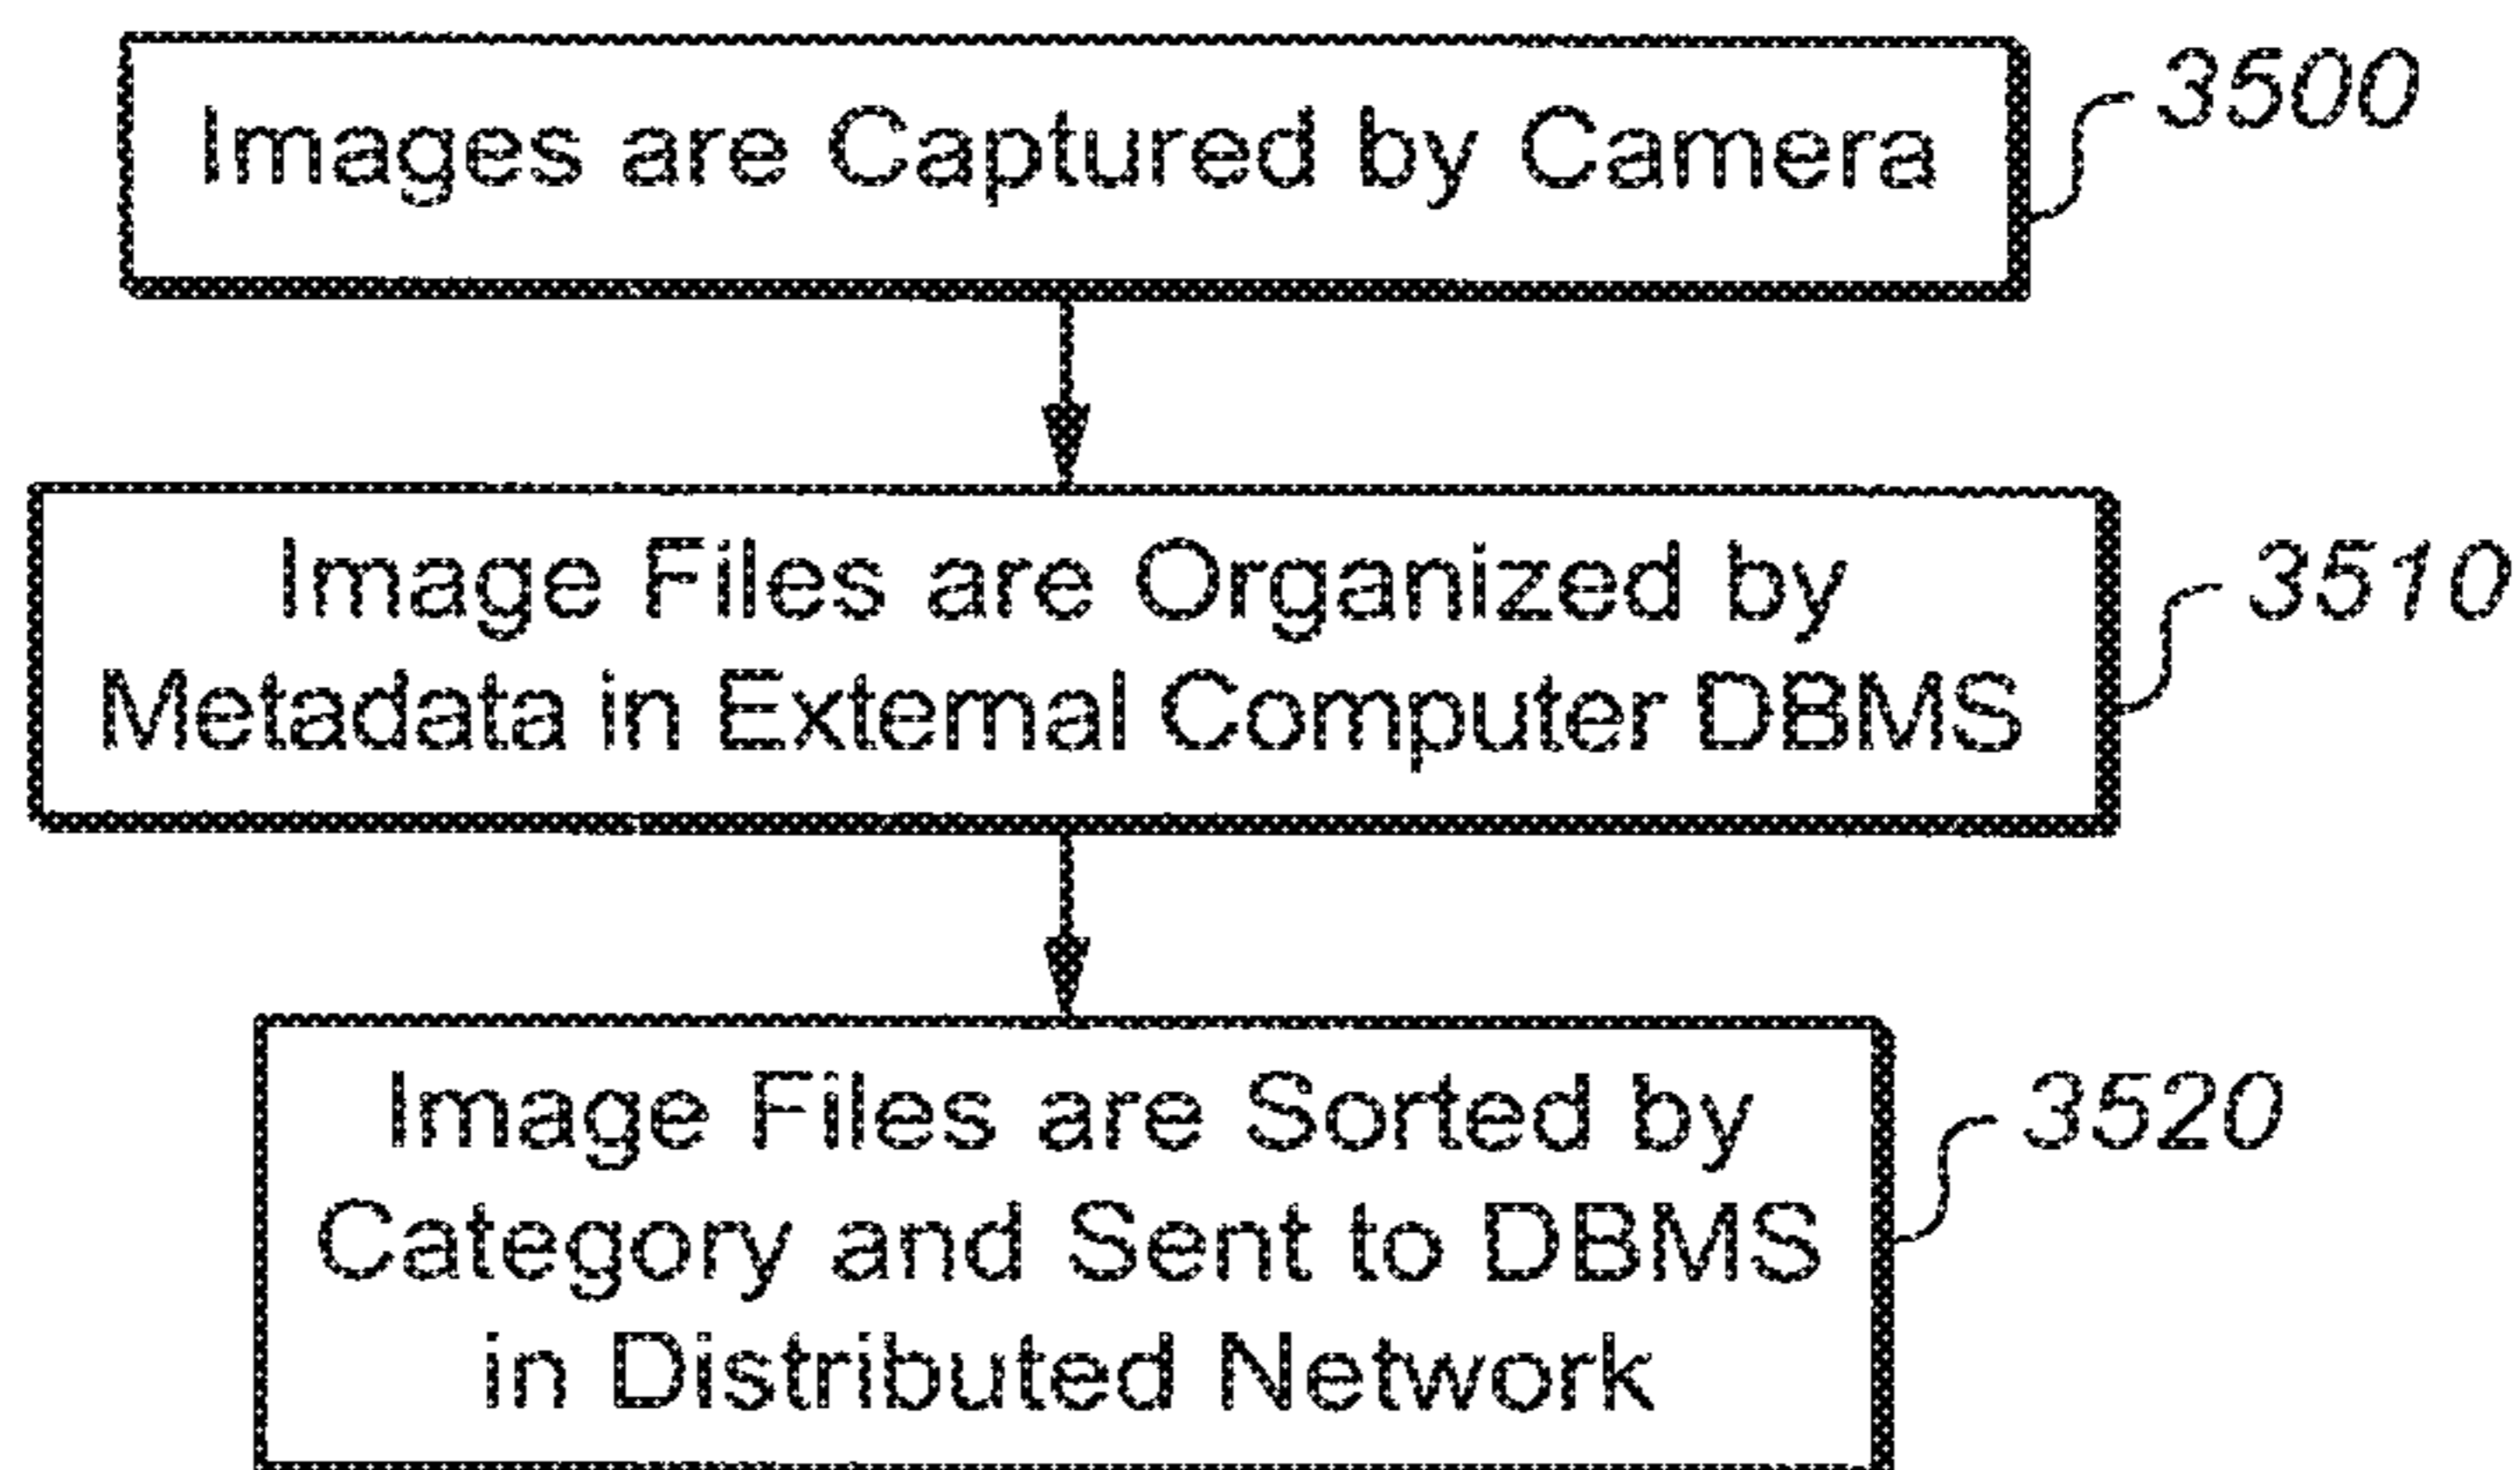 Images are Captured by Camera
3500
Image Files are Organized by
Metadata in External Computer DBMS
3510
Image Files are Sorted by
Category and Sent to DBMS
in Distributed Network
3520